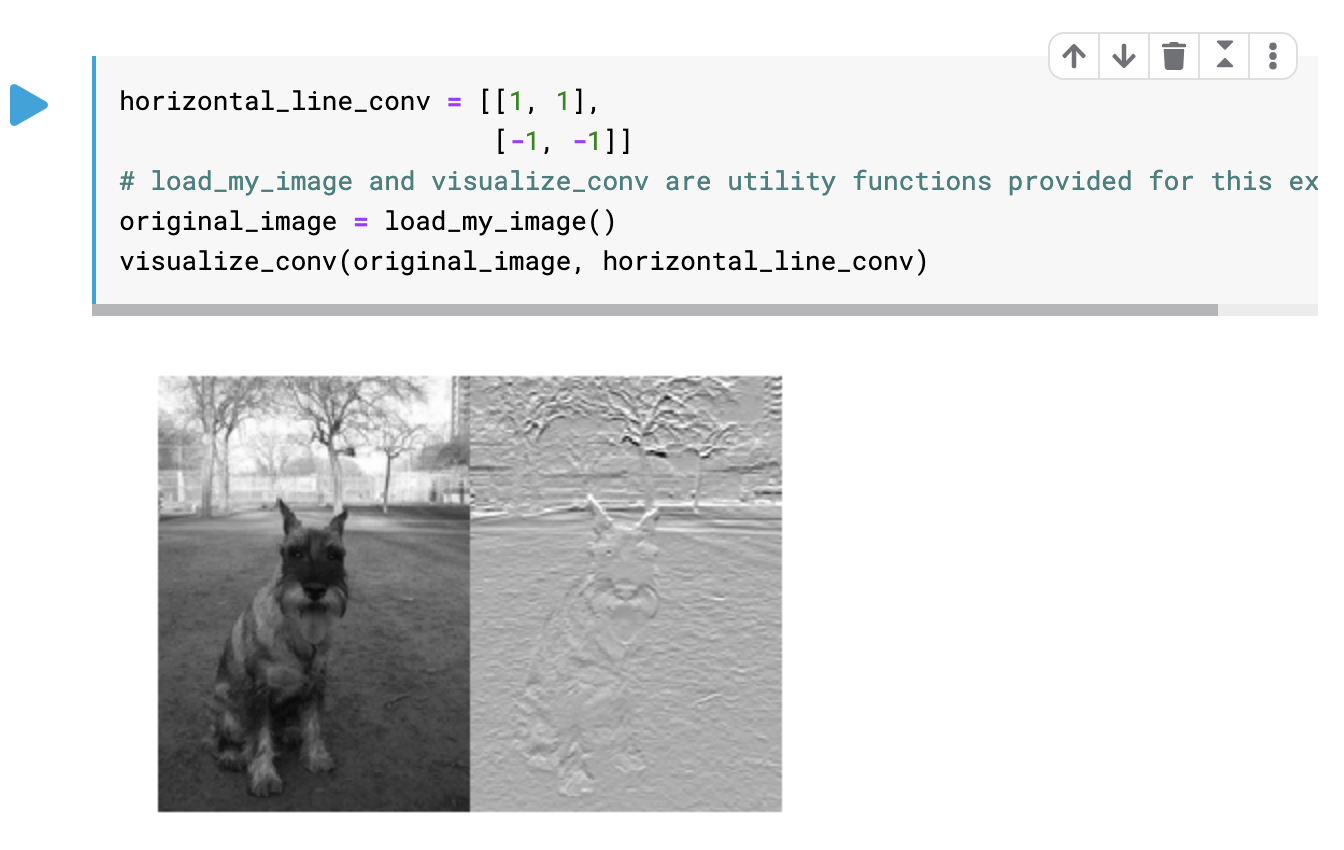 horizontal_line_conv = [[1, 1],
[-1, -1]]
# load_my_image and visualize_conv are utility functions provided for this ex
original_image = load_my_image()
visualize_conv(original_image, horizontal_line_conv)